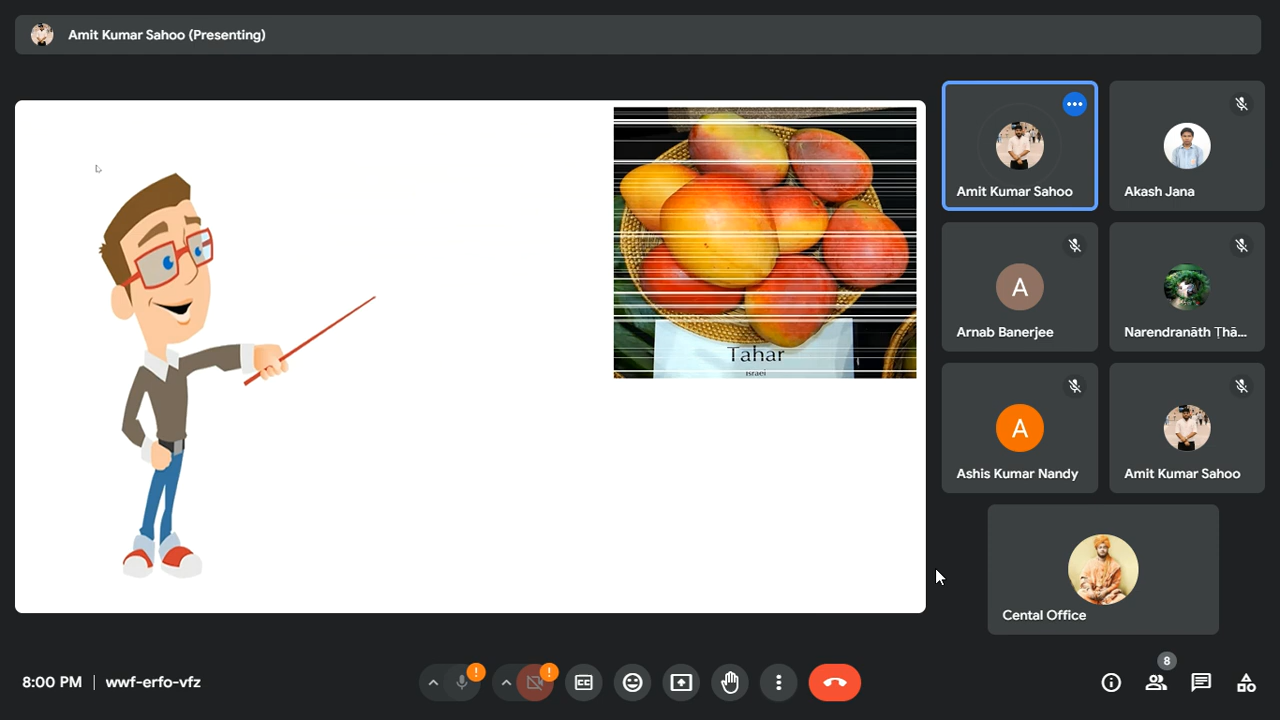 Amit Kumar Sahoo (Presenting)
Tahar
Israel
Amit Kumar Sahoo
Akash Jana
A
Arnab Banerjee
Narendranāth Ṭhā...
A
Ashis Kumar Nandy
Amit Kumar Sahoo
Cental Office
8:00 PM | wwf-erfo-vfz
CC
8